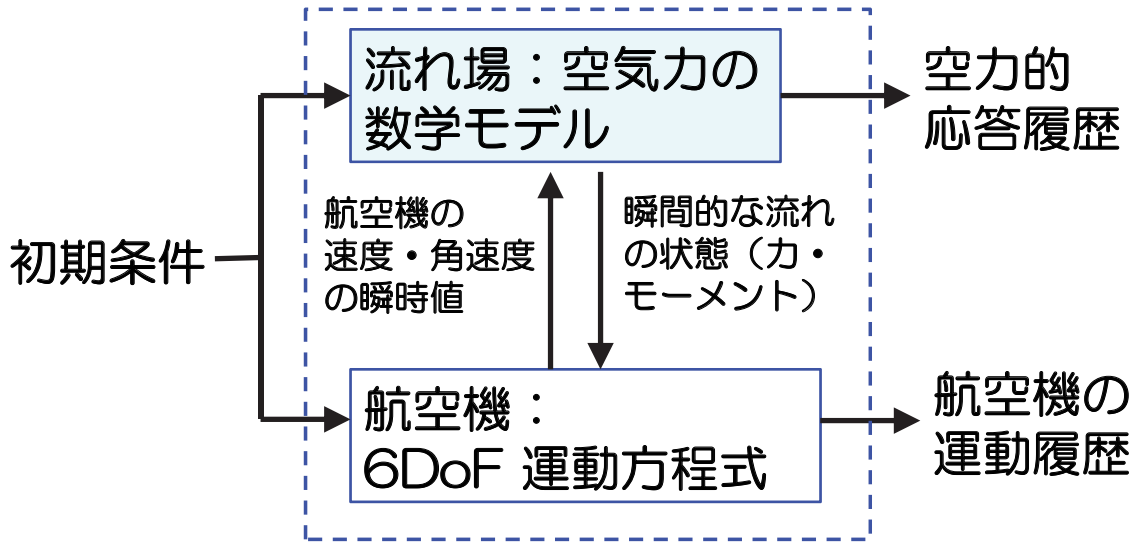 初期条件
流れ場：空気力の
数学モデル
空力的
応答履歴
航空機の
速度・角速度
の瞬時値
瞬間的な流れ
の状態（力・
モーメント）
航空機：
6DoF 運動方程式
航空機の
運動履歴